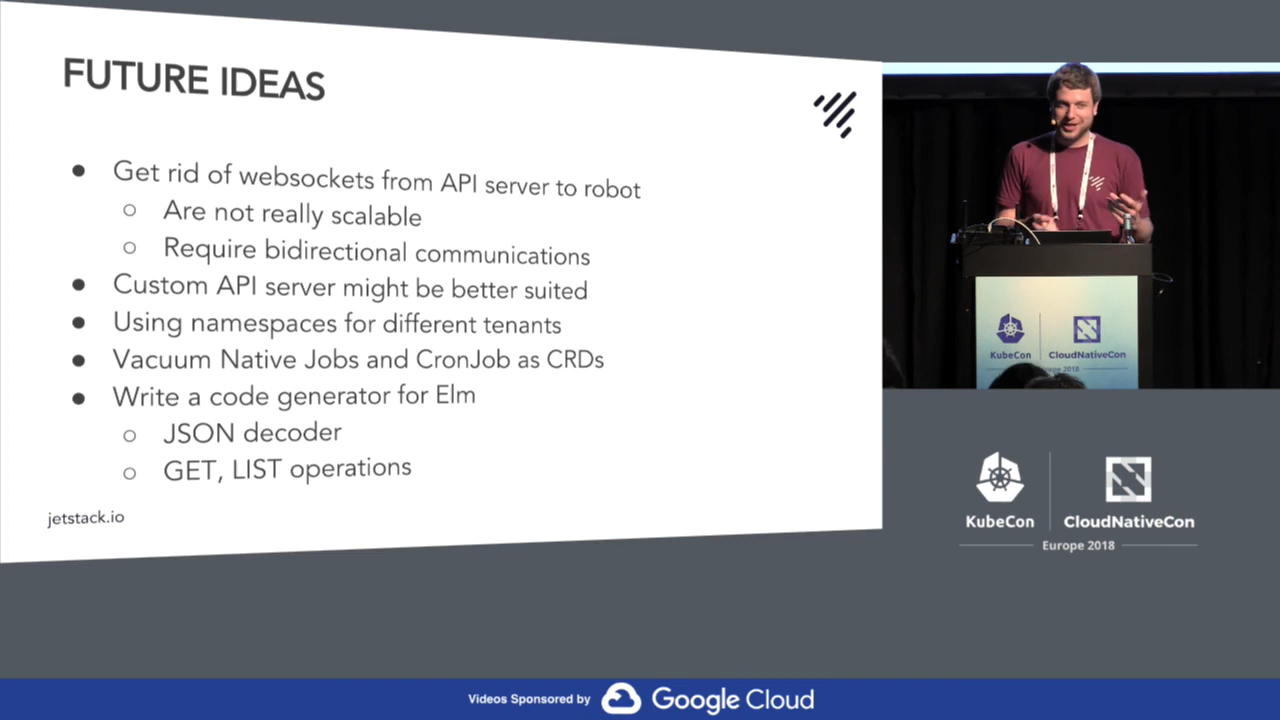 FUTURE IDEAS
Get rid of websockets from API server to robot
Are not really scalable
Require bidirectional communications
Custom API server might be better suited
Using namespaces for different tenants
Vacuum Native Jobs and CronJob as CRDs
Write a code generator for Elm
JSON decoder
GET, LIST operations
jetstack.io
KubeCon
CloudNativeCon
Europe 2018
KubeCon
CloudNativeCon
Europe 2018
Videos Sponsored by
Google Cloud